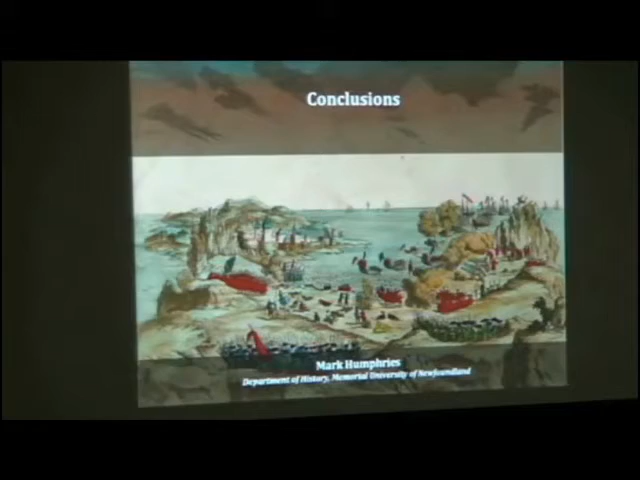 Conclusions
Mark Humphries
Department of History, Memorial University of Newfoundland